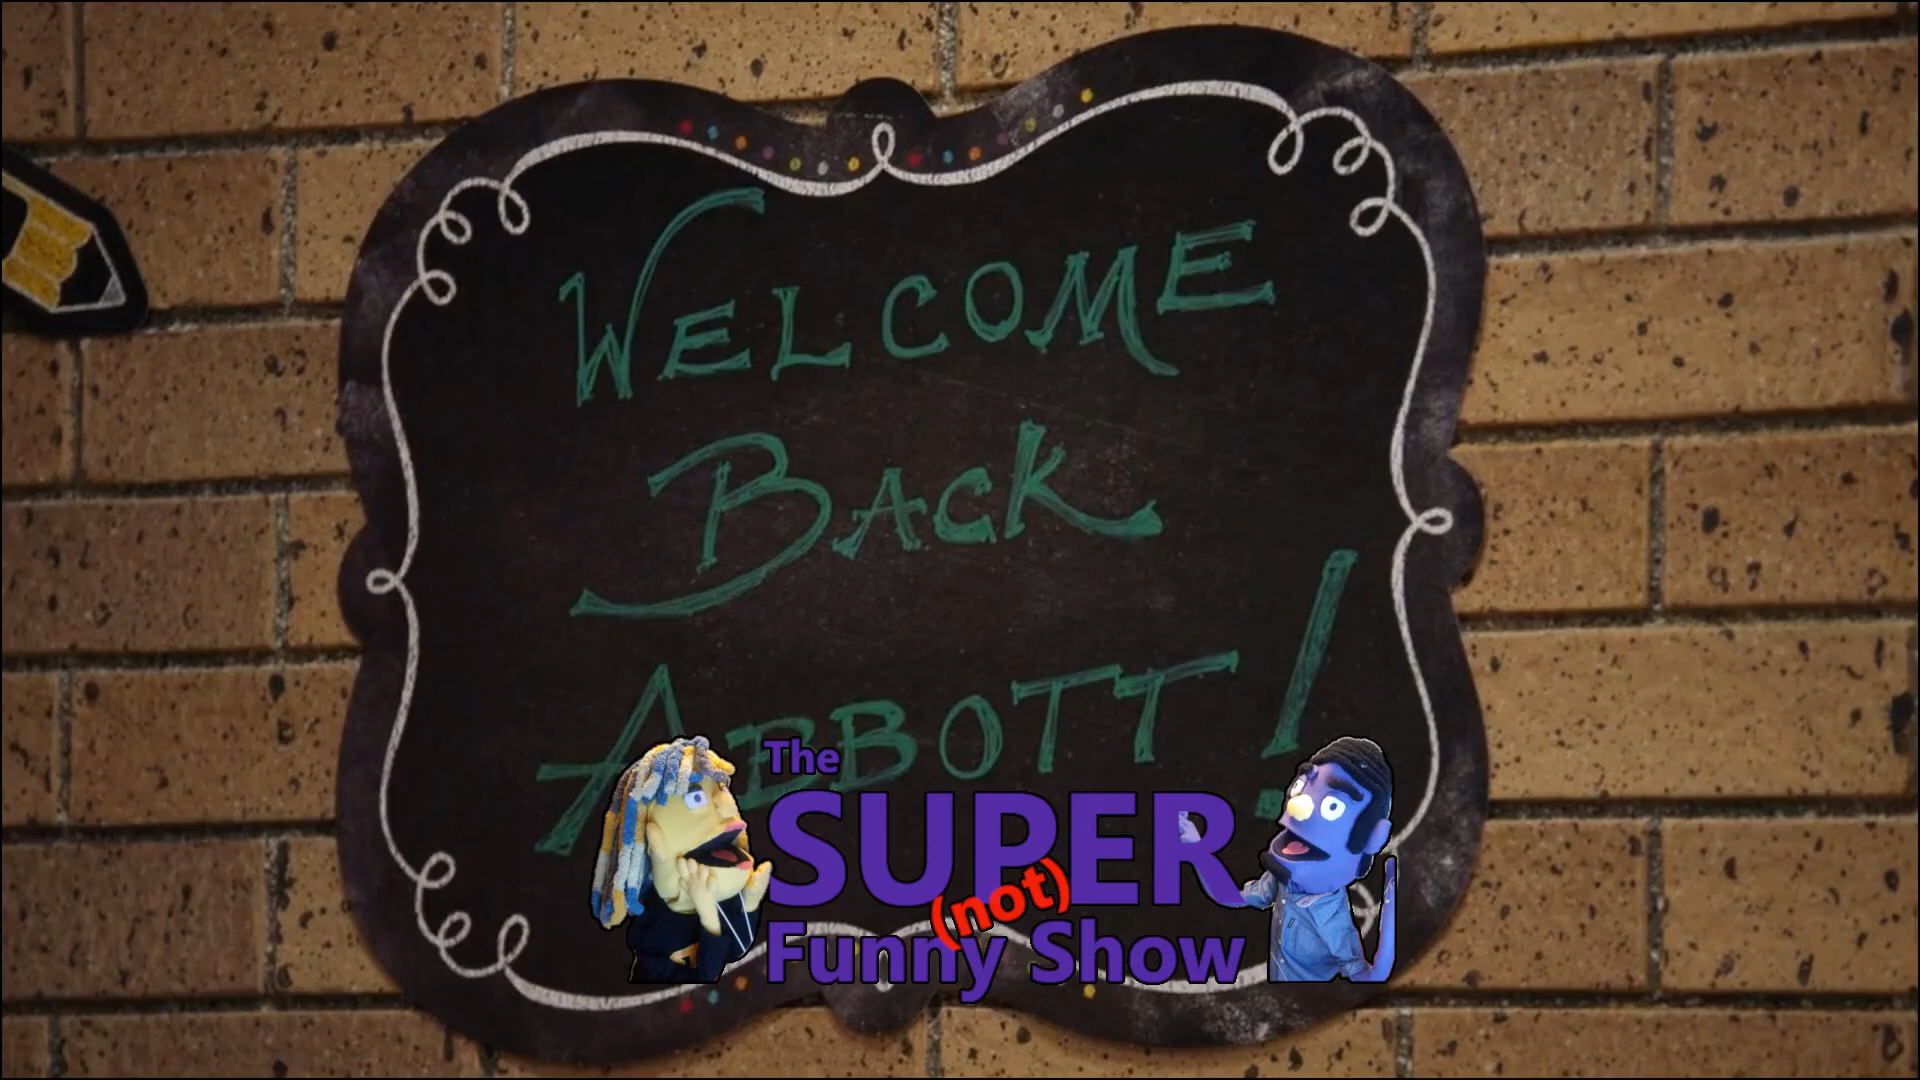 WELCOME
BACK
ABBOTT!
The
SUPER
(not)
Funny Show